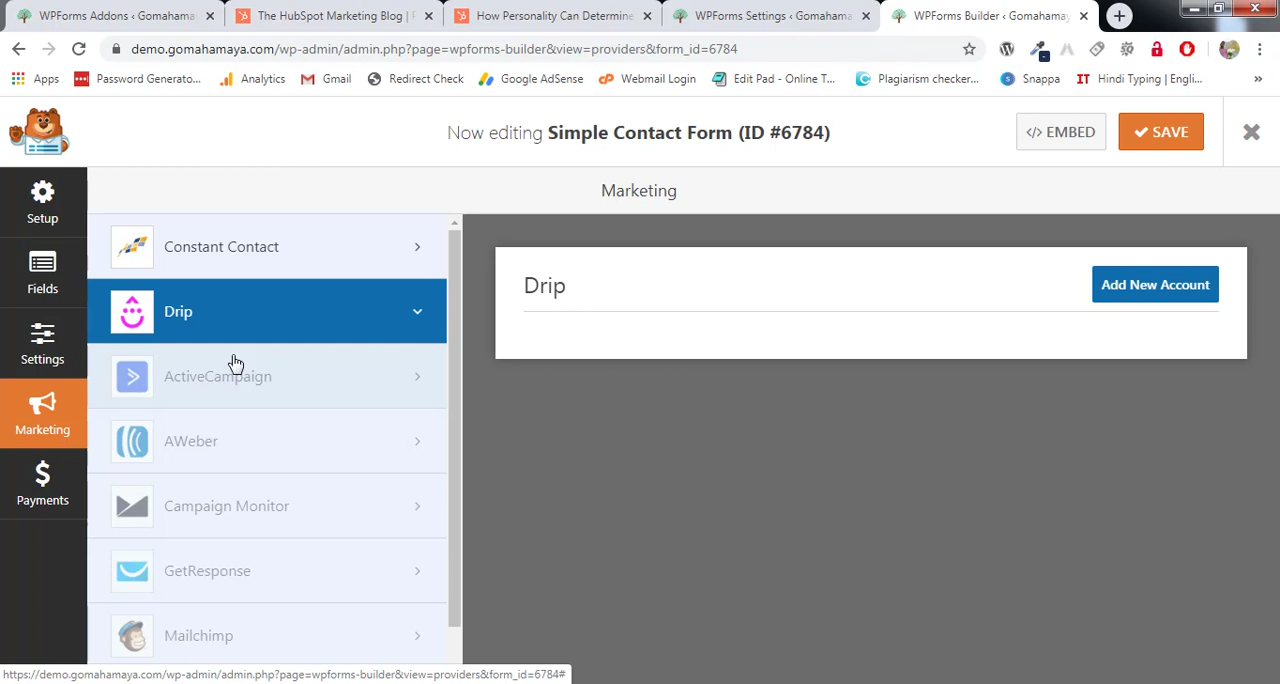 WPForms Addons ‹ Gomahama
The HubSpot Marketing Blog |
How Personality Can Determine
WPForms Settings ‹ Gomahama
WPForms Builder ‹ Gomahamay
demo.gomahamaya.com/wp-admin/admin.php?page=wpforms-builder&view=providers&form_id=6784
Apps
Password Generato...
Analytics
Gmail
Redirect Check
Google AdSense
Webmail Login
Edit Pad - Online T...
Plagiarism checker...
Snappa
IT Hindi Typing | Engli...
»
Now editing Simple Contact Form (ID #6784)
</> EMBED
SAVE
Setup
Fields
Settings
Marketing
Payments
Marketing
Constant Contact
Drip
ActiveCampaign
AWeber
Campaign Monitor
GetResponse
Mailchimp
Drip
Add New Account
https://demo.gomahamaya.com/wp-admin/admin.php?page=wpforms-builder&view=providers&form_id=6784#